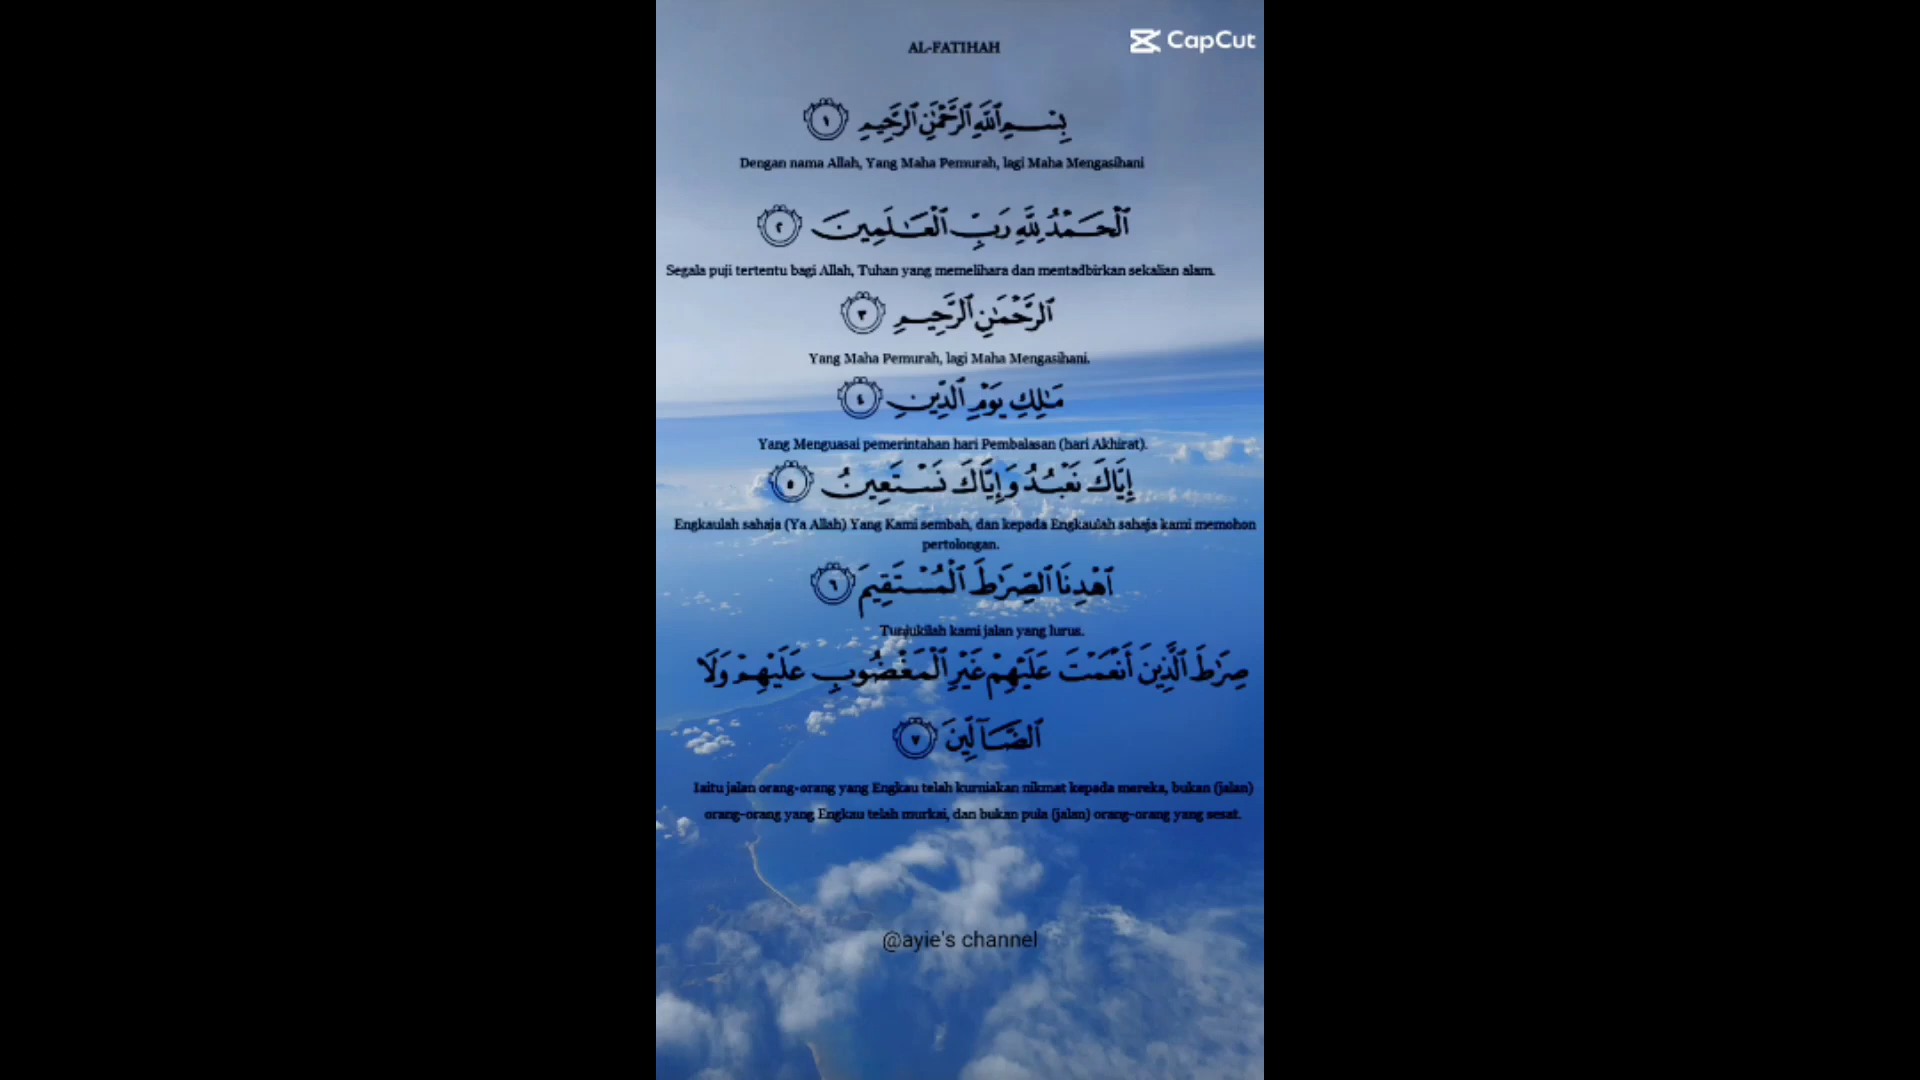 AL-FATIHAH
CapCut
بِسْمِ ٱللَّهِ ٱلرَّحْمَٰنِ ٱلرَّحِيمِ ١
Dengan nama Allah, Yang Maha Pemurah, lagi Maha Mengasihani
ٱلْحَمْدُ لِلَّهِ رَبِّ ٱلْعَٰلَمِينَ ٢
Segala puji tertentu bagi Allah, Tuhan yang memelihara dan mentadbirkan sekalian alam.
ٱلرَّحْمَٰنِ ٱلرَّحِيمِ ٣
Yang Maha Pemurah, lagi Maha Mengasihani.
مَٰلِكِ يَوْمِ ٱلدِّينِ ٤
Yang Menguasai pemerintahan hari Pembalasan (hari Akhirat).
إِيَّاكَ نَعْبُدُ وَإِيَّاكَ نَسْتَعِينُ ٥
Engkaulah sahaja (Ya Allah) Yang Kami sembah, dan kepada Engkaulah sahaja kami memohon
pertolongan.
ٱهْدِنَا ٱلصِّرَٰطَ ٱلْمُسْتَقِيمَ ٦
Tunjukilah kami jalan yang lurus.
صِرَٰطَ ٱلَّذِينَ أَنْعَمْتَ عَلَيْهِمْ غَيْرِ ٱلْمَغْضُوبِ عَلَيْهِمْ وَلَا
ٱلضَّآلِّينَ ٧
Iaitu jalan orang-orang yang Engkau telah kurniakan nikmat kepada mereka, bukan (jalan)
orang-orang yang Engkau telah murkai, dan bukan pula (jalan) orang-orang yang sesat.
@ayie's channel